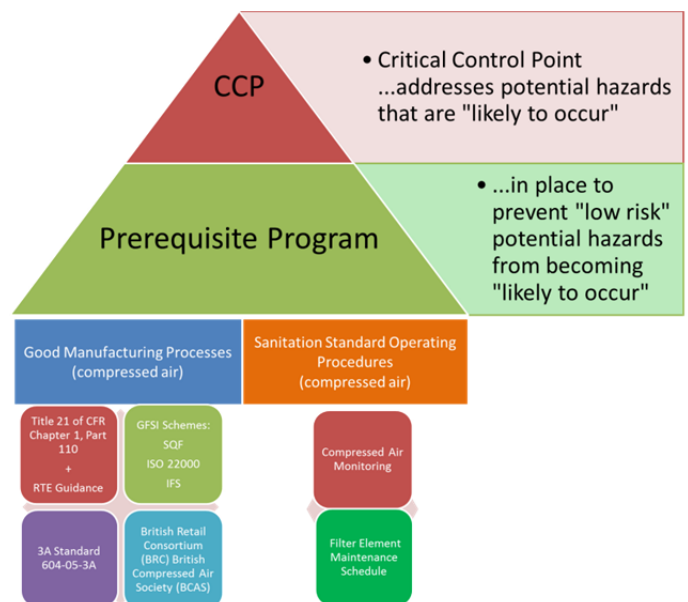 CCP
• Critical Control Point
...addresses potential hazards
that are "likely to occur"
Prerequisite Program
• ...in place to
prevent "low risk"
potential hazards
from becoming
"likely to occur"
Good Manufacturing Processes
(compressed air)
Sanitation Standard Operating
Procedures
(compressed air)
Title 21 of CFR
Chapter 1, Part
110
+
RTE Guidance
GFSI Schemes:
SQF
ISO 22000
IFS
3A Standard
604-05-3A
British Retail
Consortium
(BRC) British
Compressed Air
Society (BCAS)
Compressed Air
Monitoring
Filter Element
Maintenance
Schedule